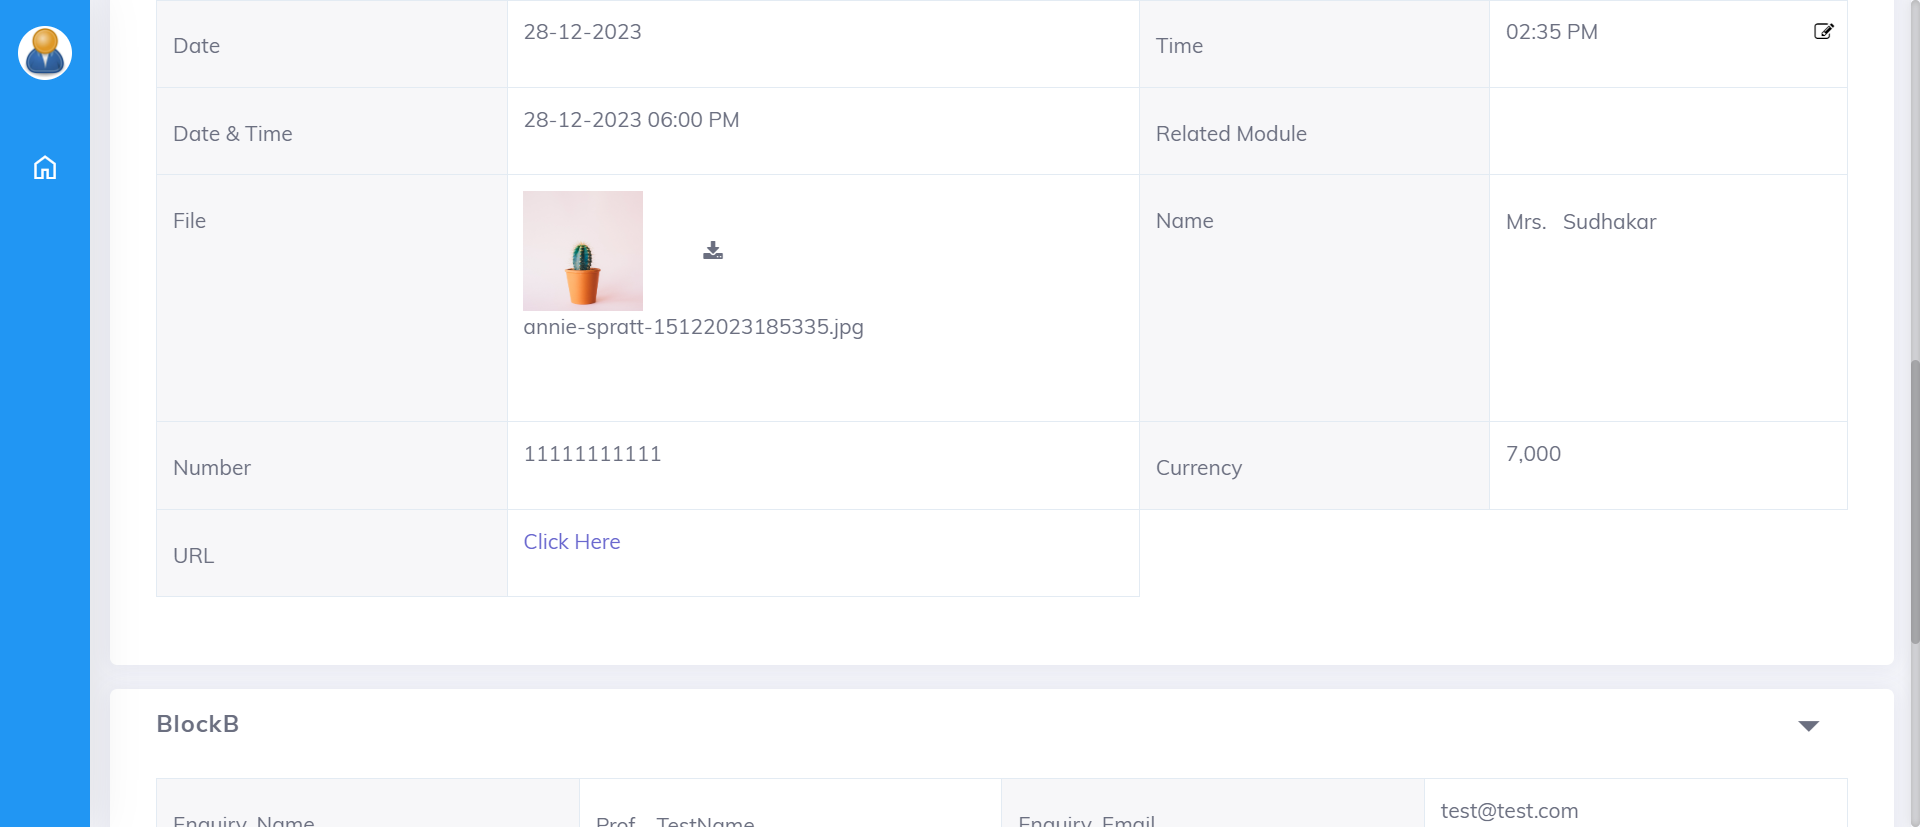 Date
28-12-2023
Time
02:35 PM
Date & Time
28-12-2023 06:00 PM
Related Module
File
annie-spratt-15122023185335.jpg
Name
Mrs. Sudhakar
Number
11111111111
Currency
7,000
URL
Click Here
BlockB
Enquiry Name
Prof. TestName
Enquiry Email
test@test.com